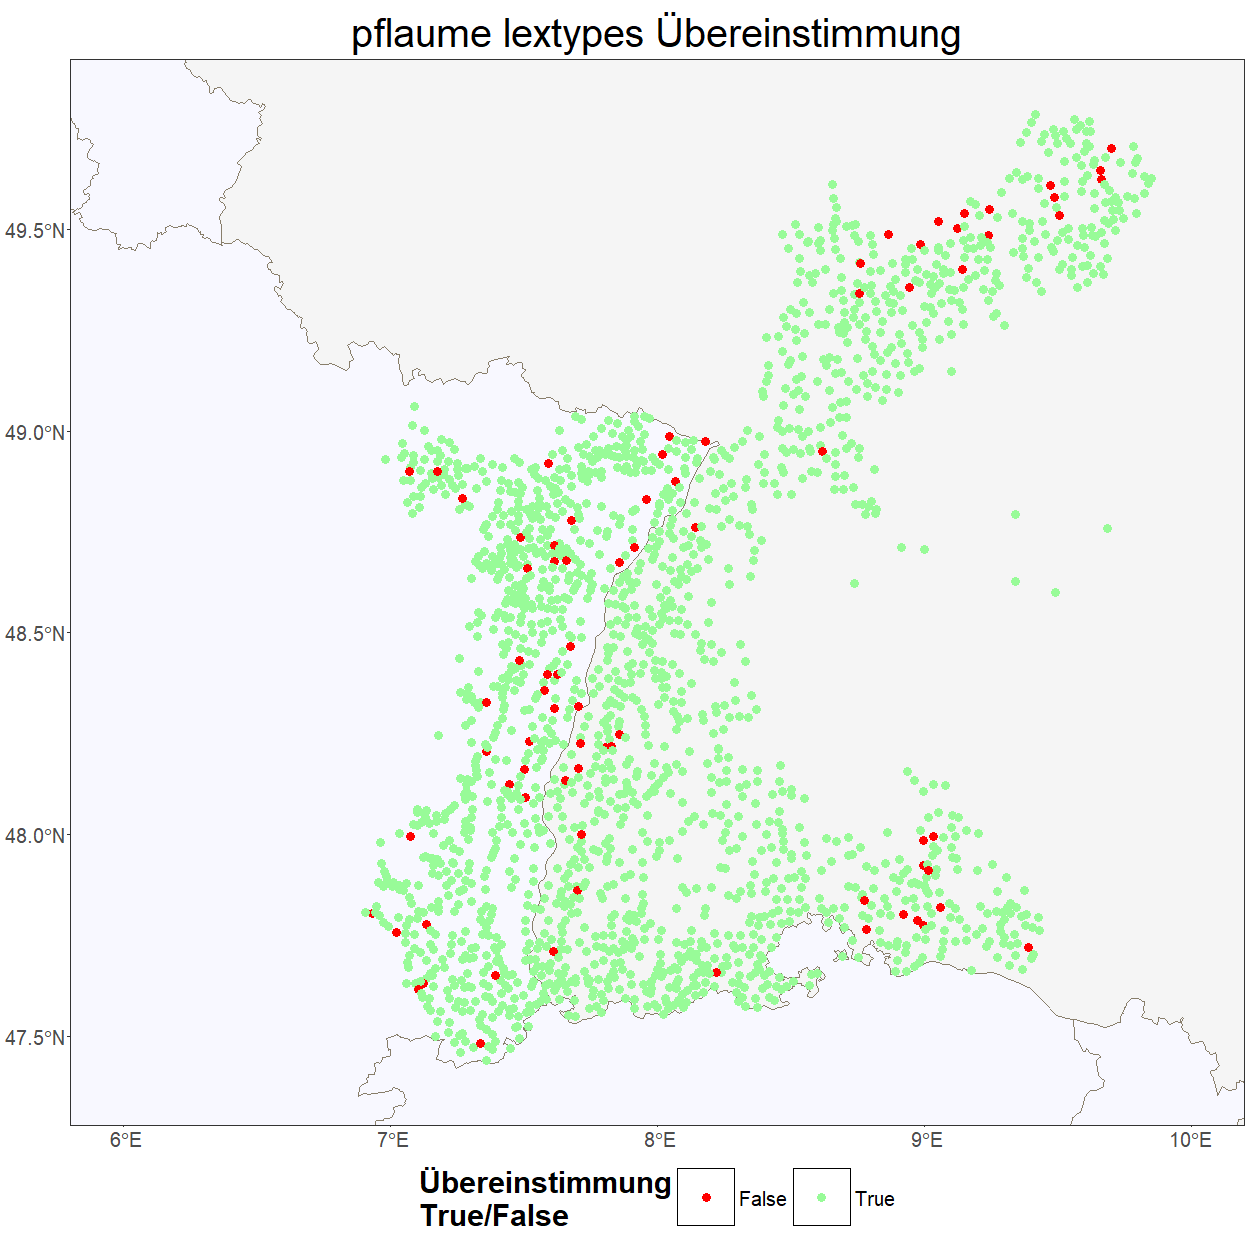 pflaume lextypes Übereinstimmung
49.5°N
49.0°N
48.5°N
48.0°N
47.5°N
6°E 7°E 8°E 9°E 10°E
Übereinstimmung
True/False
False True